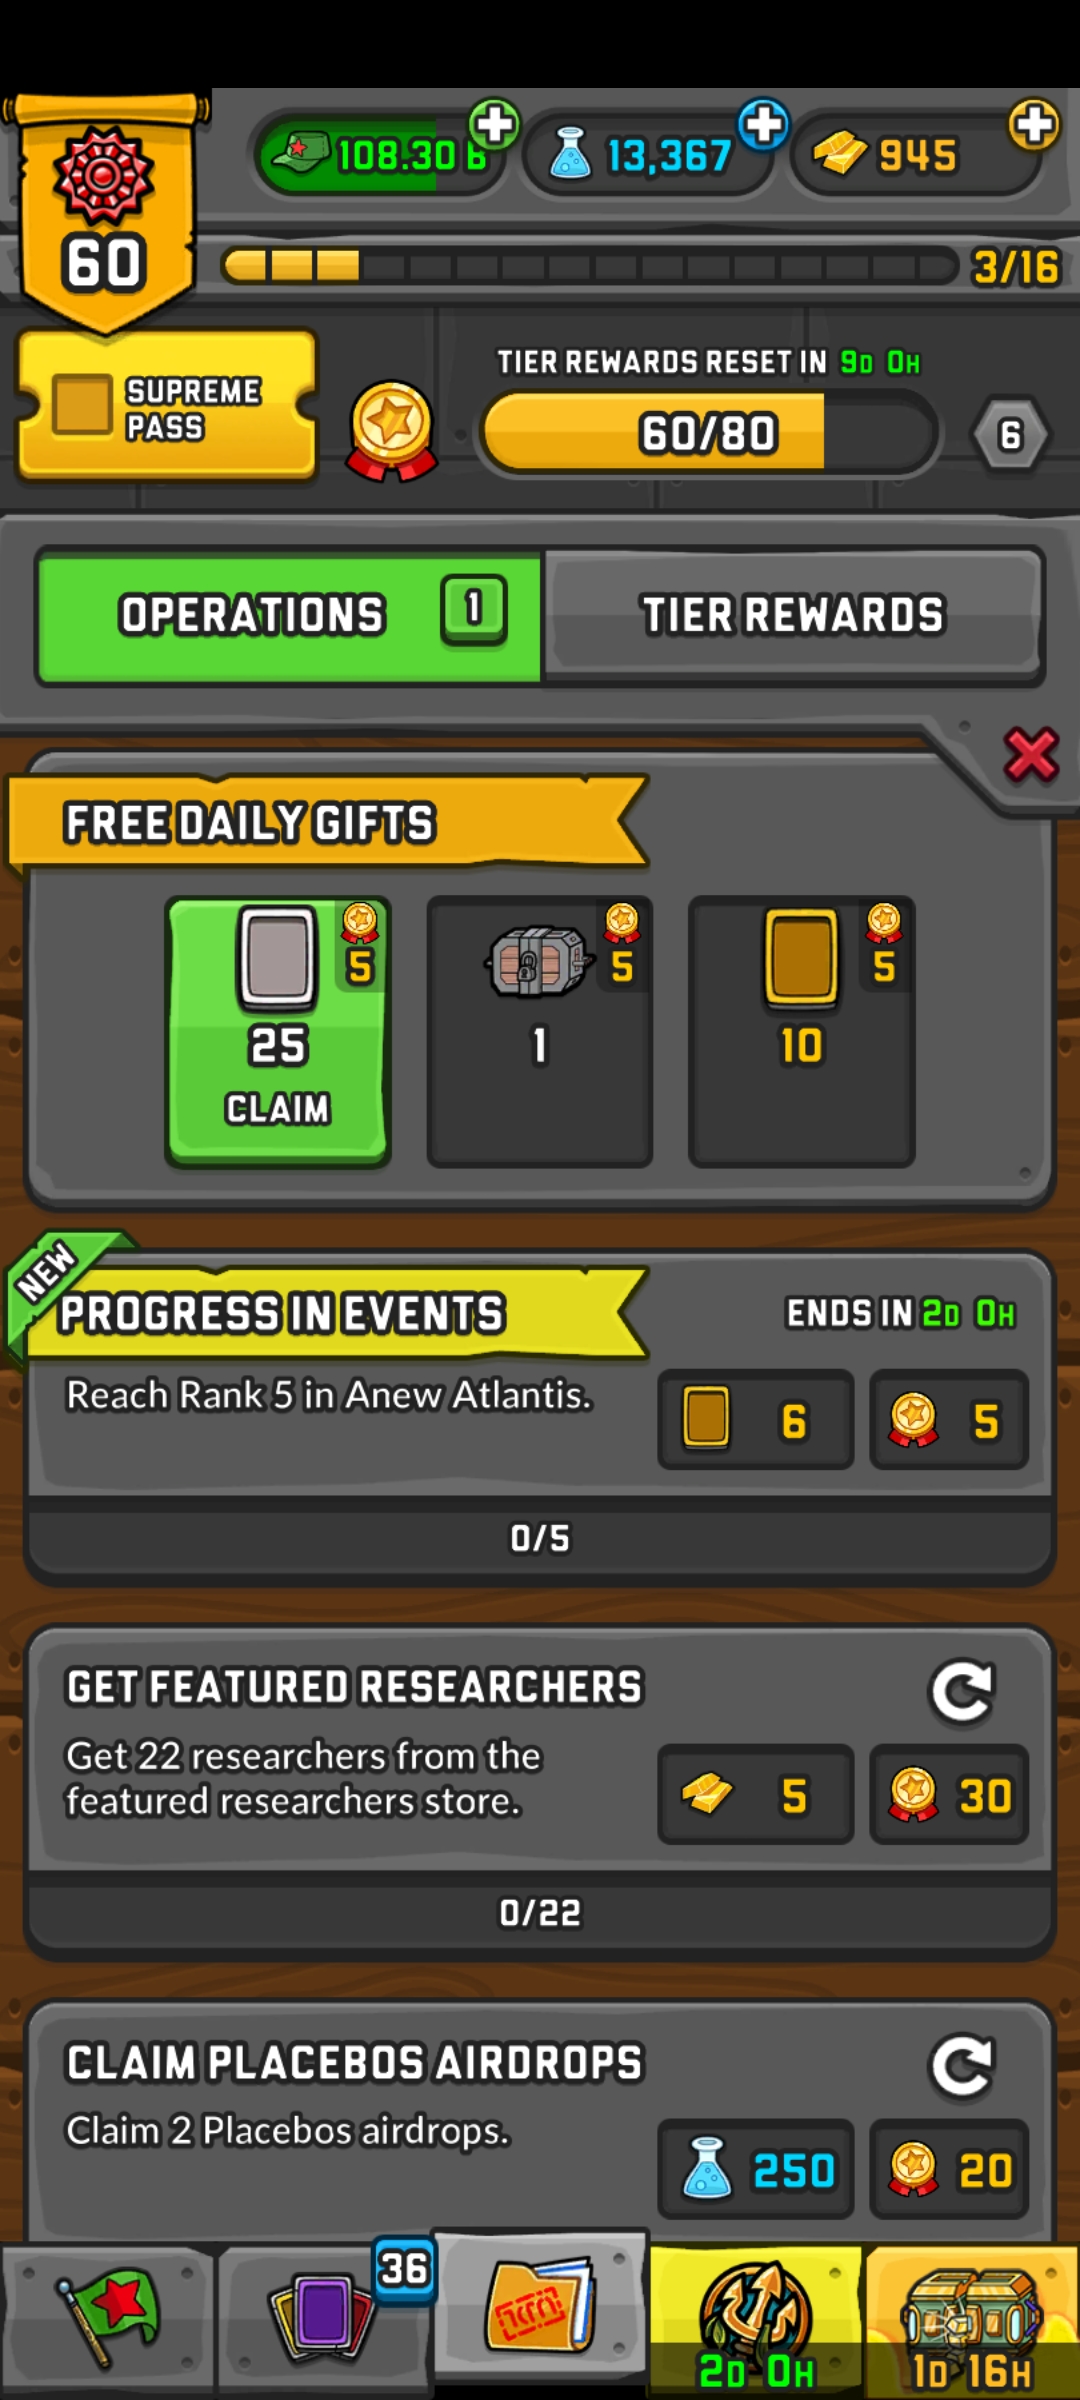 108.30 B
13,367
945
60
3/16
SUPREME
PASS
TIER REWARDS RESET IN 9D 0H
60/80
6
OPERATIONS 1
TIER REWARDS
FREE DAILY GIFTS
5
5
5
25
1
10
CLAIM
NEW
PROGRESS IN EVENTS
ENDS IN 2D 0H
Reach Rank 5 in Anew Atlantis.
6
5
0/5
GET FEATURED RESEARCHERS
Get 22 researchers from the
featured researchers store.
5
30
0/22
CLAIM PLACEBOS AIRDROPS
Claim 2 Placebos airdrops.
250
20
36
2D 0H
1D 16H